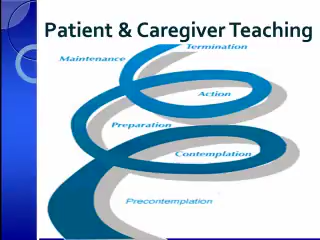 Patient & Caregiver Teaching
Termination
Maintenance
Action
Preparation
Contemplation
Precontemplation